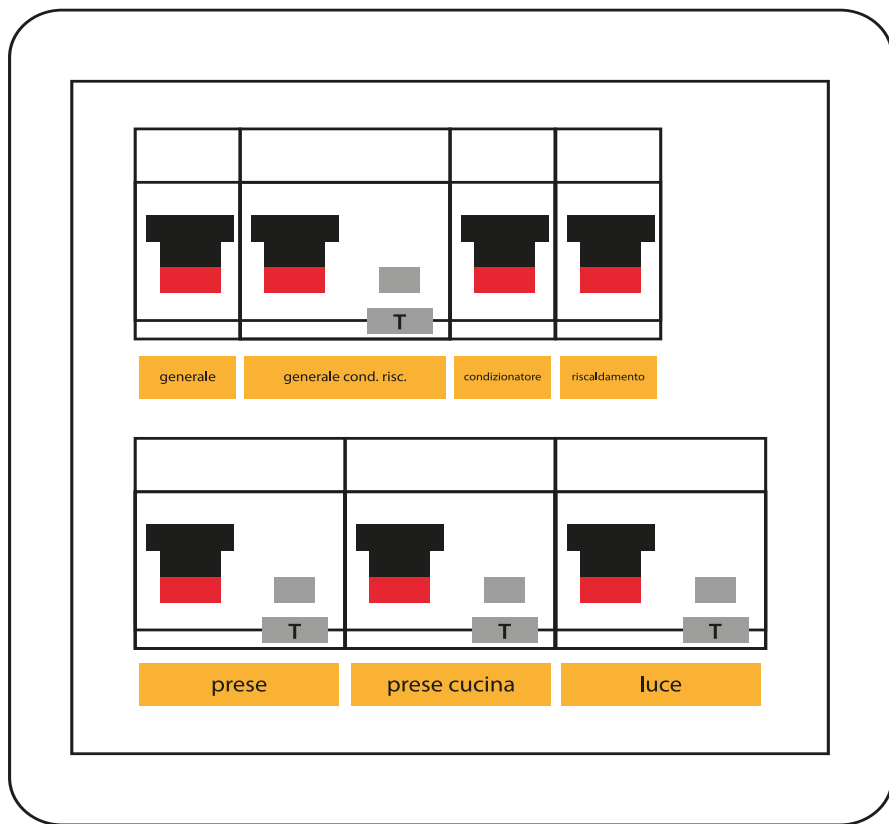 T
generale
generale cond. risc.
condizionatore
riscaldamento
T
T
T
prese
prese cucina
luce